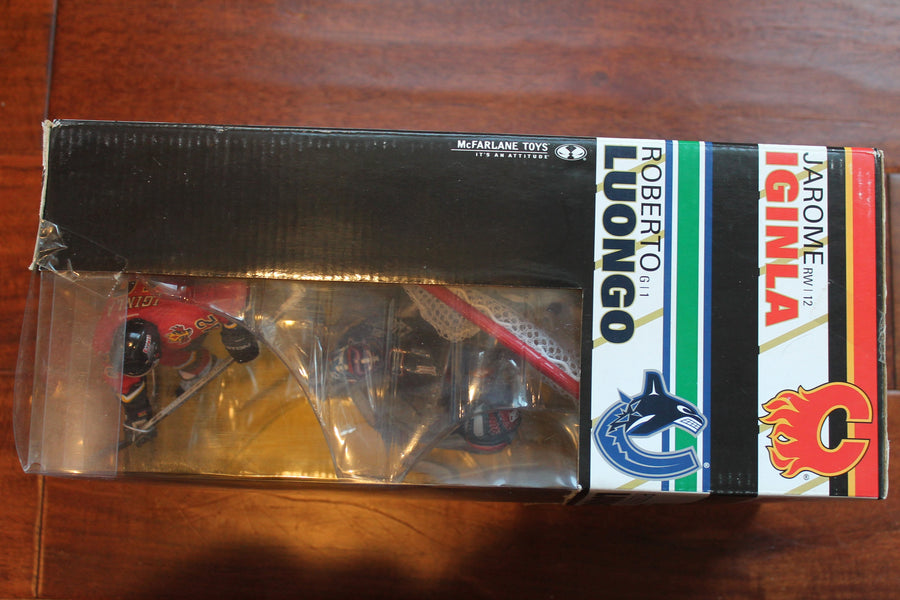 McFARLANE TOYS
IT'S AN ATTITUDE
ROBERTO G | 1
LUONGO
JAROME RW | 12
IGINLA